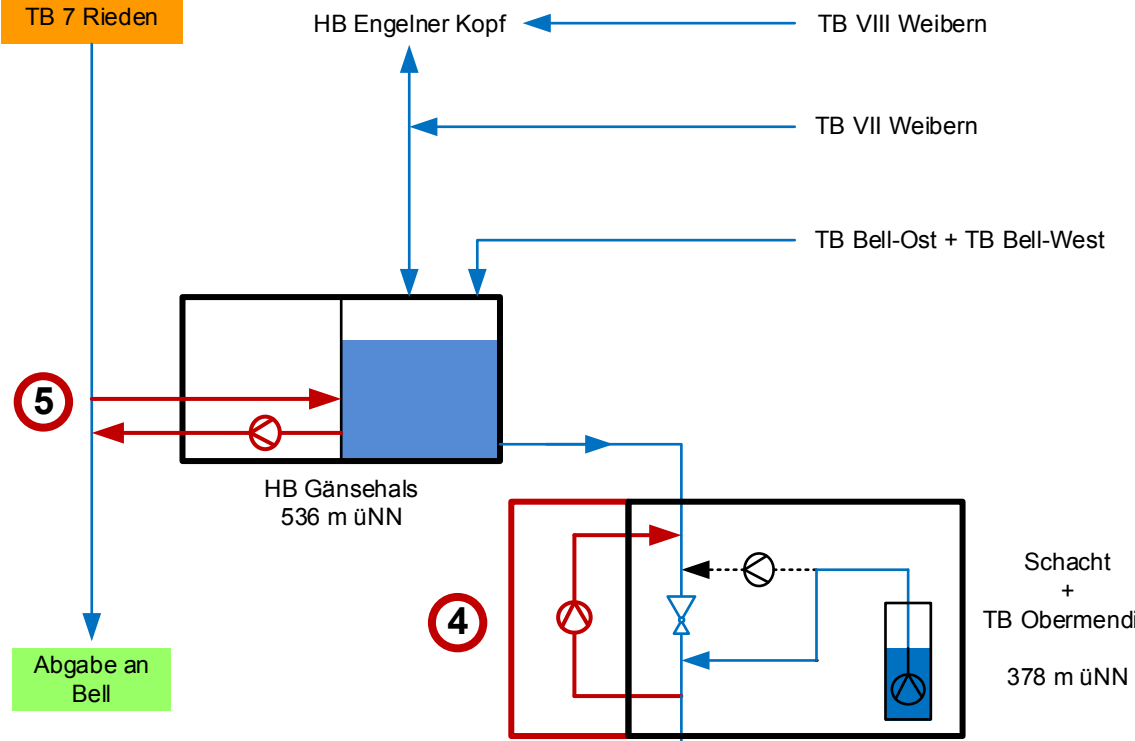 TB 7 Rieden
HB Engelner Kopf
TB VIII Weibern
TB VII Weibern
TB Bell-Ost + TB Bell-West
5
HB Gänsehals
536 m üNN
4
Schacht
+
TB Obermendi
378 m üNN
Abgabe an
Bell